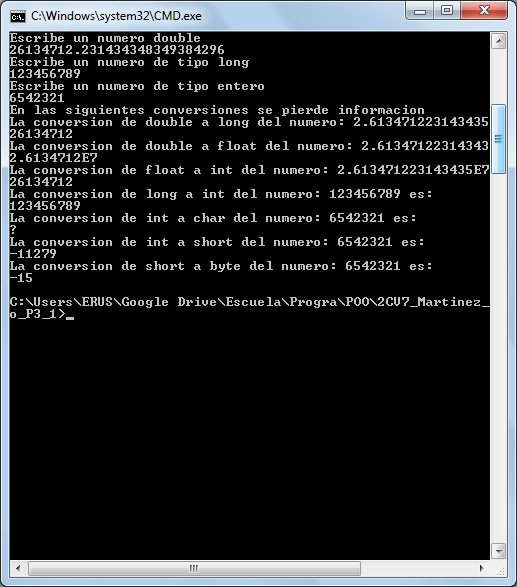 C:\Windows\system32\CMD.exe
Escribe un numero double
26134712.231434348349384296
Escribe un numero de tipo long
123456789
Escribe un numero de tipo entero
6542321
En las siguientes conversiones se pierde informacion
La conversion de double a long del numero: 2.613471223143435
26134712
La conversion de double a float del numero: 2.61347122314343
2.6134712E7
La conversion de float a int del numero: 2.6134712223143435E7
26134712
La conversion de long a int del numero: 123456789 es:
123456789
La conversion de int a char del numero: 6542321 es:
?
La conversion de int a short del numero: 6542321 es:
-11279
La conversion de short a byte del numero: 6542321 es:
-15
C:\Users\ERUS\Google Drive\Escuela\Progra\POO\2CV7_Martinez_
o_P3_1>_